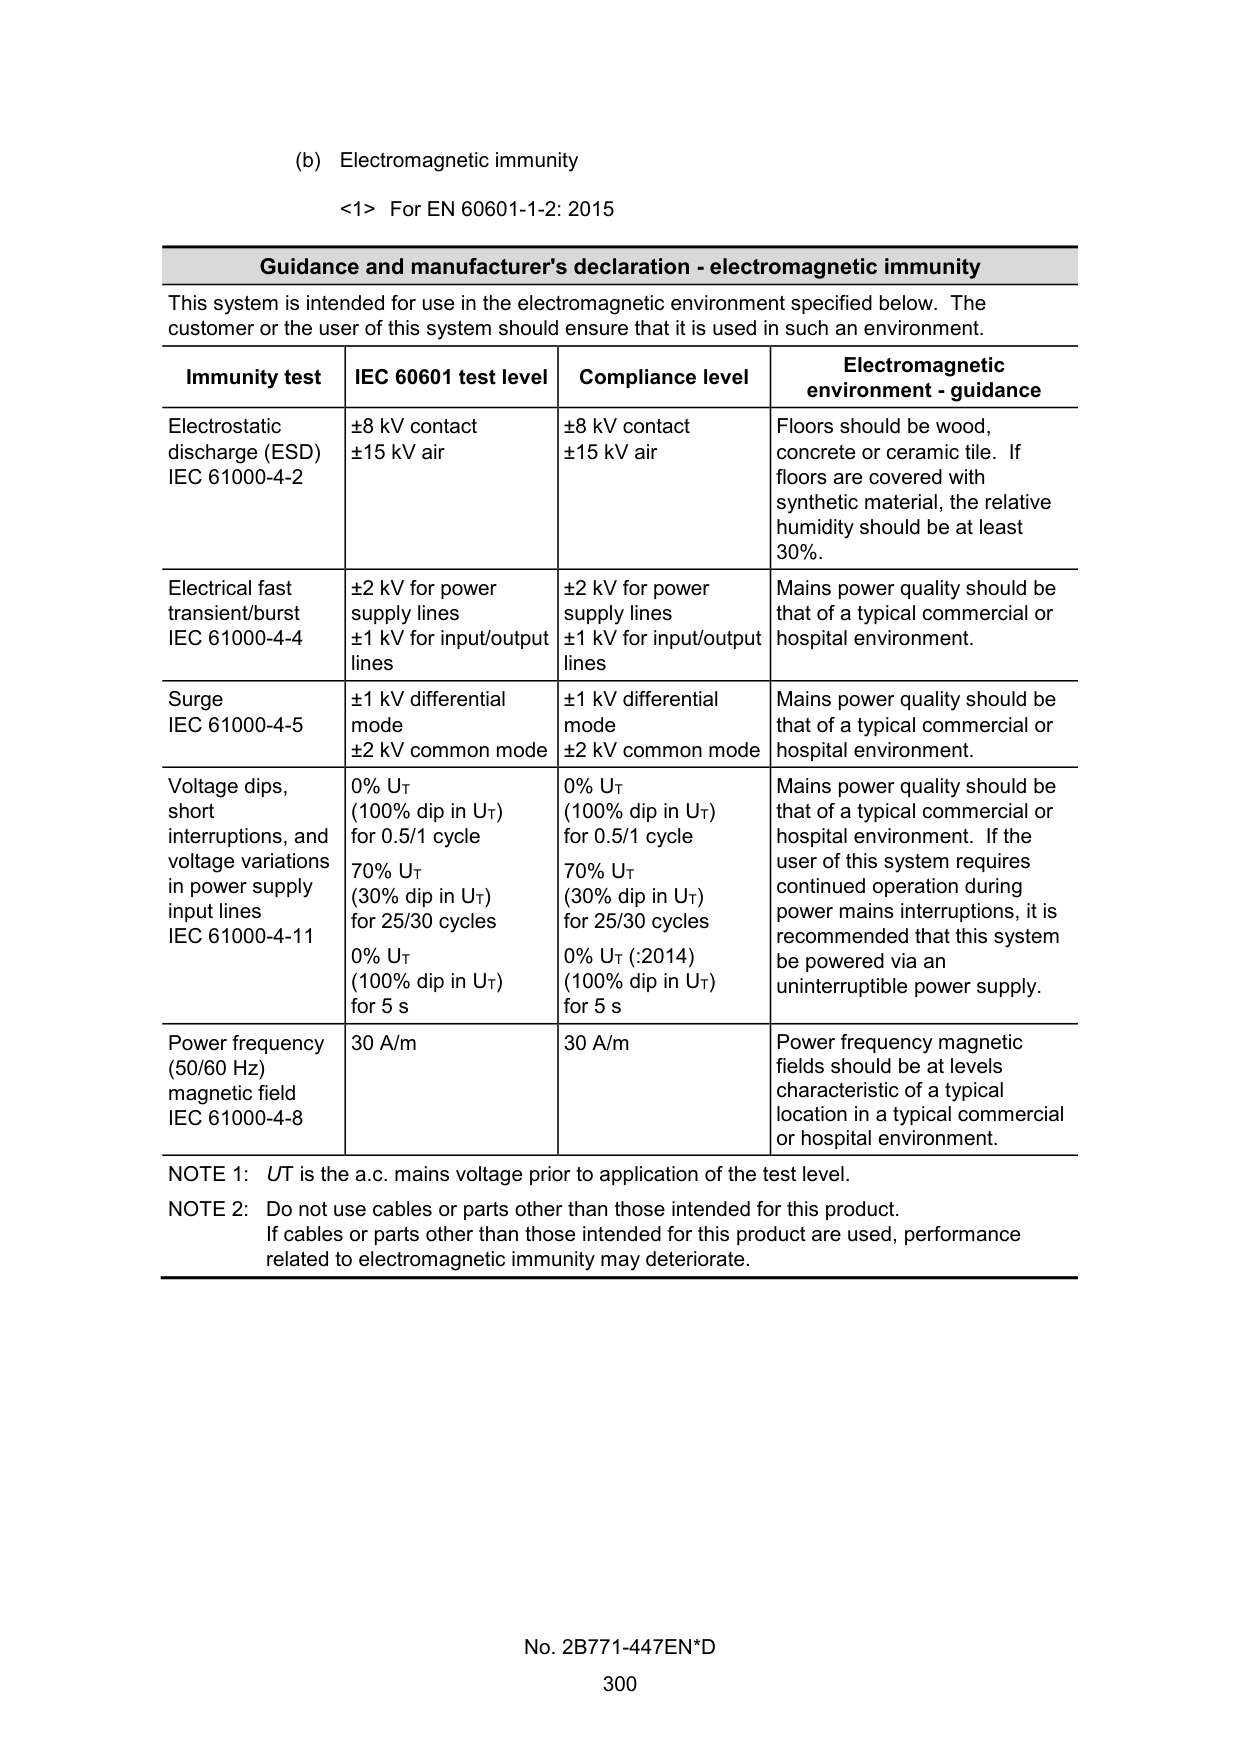 (b) Electromagnetic immunity
<1> For EN 60601-1-2: 2015
Guidance and manufacturer's declaration - electromagnetic immunity
This system is intended for use in the electromagnetic environment specified below. The
customer or the user of this system should ensure that it is used in such an environment.
Immunity test
IEC 60601 test level
Compliance level
Electromagnetic
environment - guidance
Electrostatic
discharge (ESD)
IEC 61000-4-2
±8 kV contact
±15 kV air
±8 kV contact
±15 kV air
Floors should be wood,
concrete or ceramic tile. If
floors are covered with
synthetic material, the relative
humidity should be at least
30%.
Electrical fast
transient/burst
IEC 61000-4-4
±2 kV for power
supply lines
±1 kV for input/output
lines
±2 kV for power
supply lines
±1 kV for input/output
lines
Mains power quality should be
that of a typical commercial or
hospital environment.
Surge
IEC 61000-4-5
±1 kV differential
mode
±2 kV common mode
±1 kV differential
mode
±2 kV common mode
Mains power quality should be
that of a typical commercial or
hospital environment.
Voltage dips,
short
interruptions, and
voltage variations
in power supply
input lines
IEC 61000-4-11
0% UT
(100% dip in UT)
for 0.5/1 cycle
70% UT
(30% dip in UT)
for 25/30 cycles
0% UT
(100% dip in UT)
for 5 s
0% UT
(100% dip in UT)
for 0.5/1 cycle
70% UT
(30% dip in UT)
for 25/30 cycles
0% UT (:2014)
(100% dip in UT)
for 5 s
Mains power quality should be
that of a typical commercial or
hospital environment. If the
user of this system requires
continued operation during
power mains interruptions, it is
recommended that this system
be powered via an
uninterruptible power supply.
Power frequency
(50/60 Hz)
magnetic field
IEC 61000-4-8
30 A/m
30 A/m
Power frequency magnetic
fields should be at levels
characteristic of a typical
location in a typical commercial
or hospital environment.
NOTE 1: UT is the a.c. mains voltage prior to application of the test level.
NOTE 2: Do not use cables or parts other than those intended for this product.
If cables or parts other than those intended for this product are used, performance
related to electromagnetic immunity may deteriorate.
No. 2B771-447EN*D
300